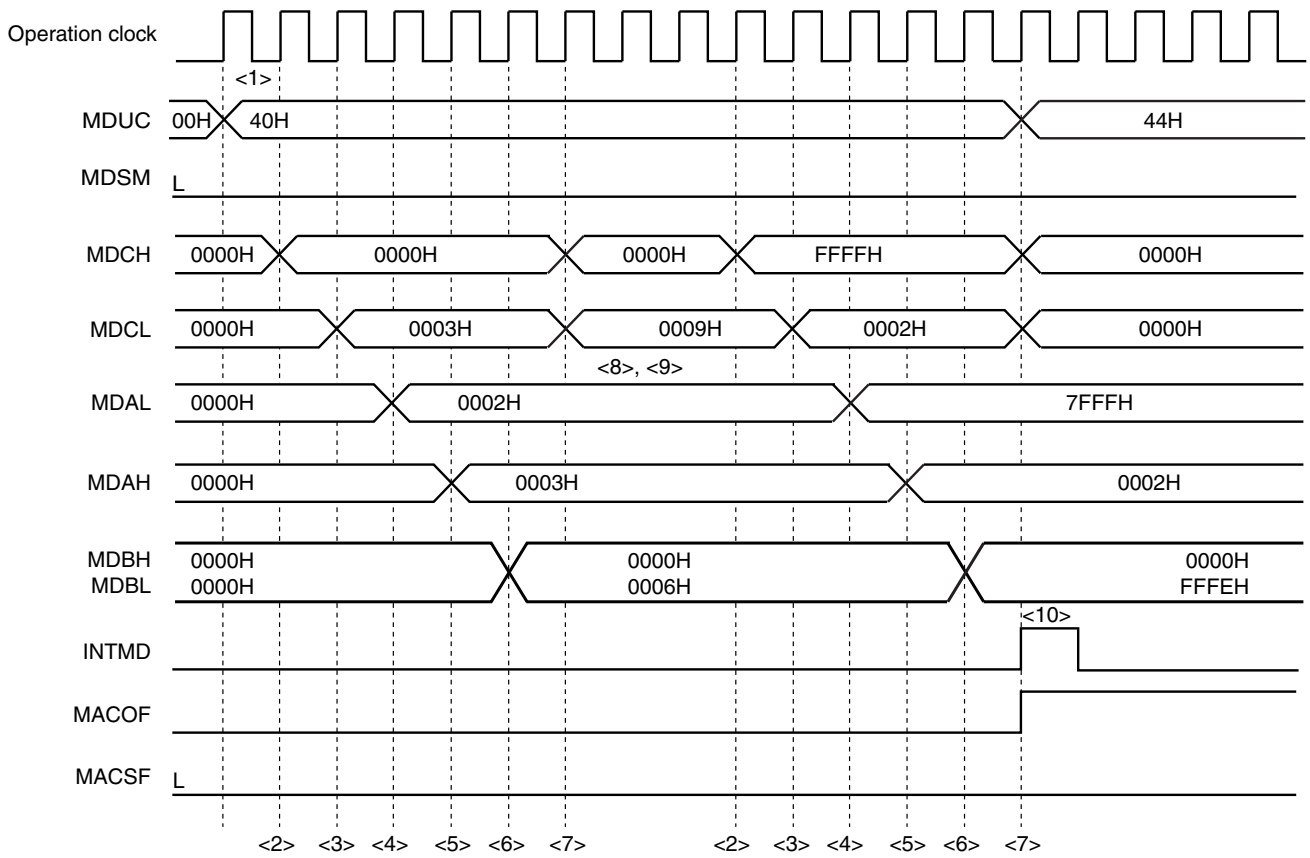 Operation clock
<1>
MDUC 00H 40H 44H
MDSM L
MDCH 0000H 0000H 0000H FFFFH 0000H
MDCL 0000H 0003H 0009H 0002H 0000H
<8>, <9>
MDAL 0000H 0002H 7FFFH
MDAH 0000H 0003H 0002H
MDBH 0000H 0000H 0000H
MDBL 0000H 0006H FFFEH
<10>
INTMD
MACOF
MACSF L
<2> <3> <4> <5> <6> <7> <2> <3> <4> <5> <6> <7>